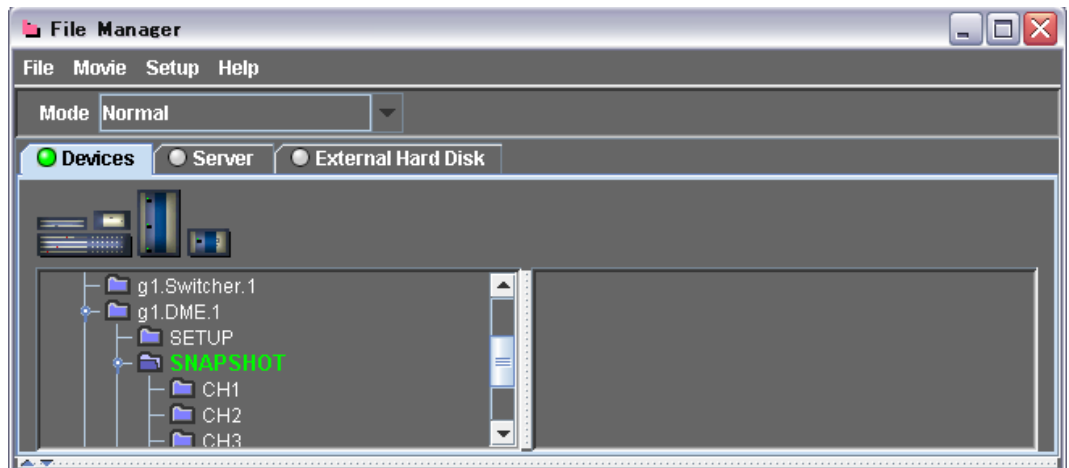 File Manager
File Movie Setup Help
Mode Normal
Devices Server External Hard Disk
g1.Switcher.1
g1.DME.1
SETUP
SNAPSHOT
CH1
CH2
CH3